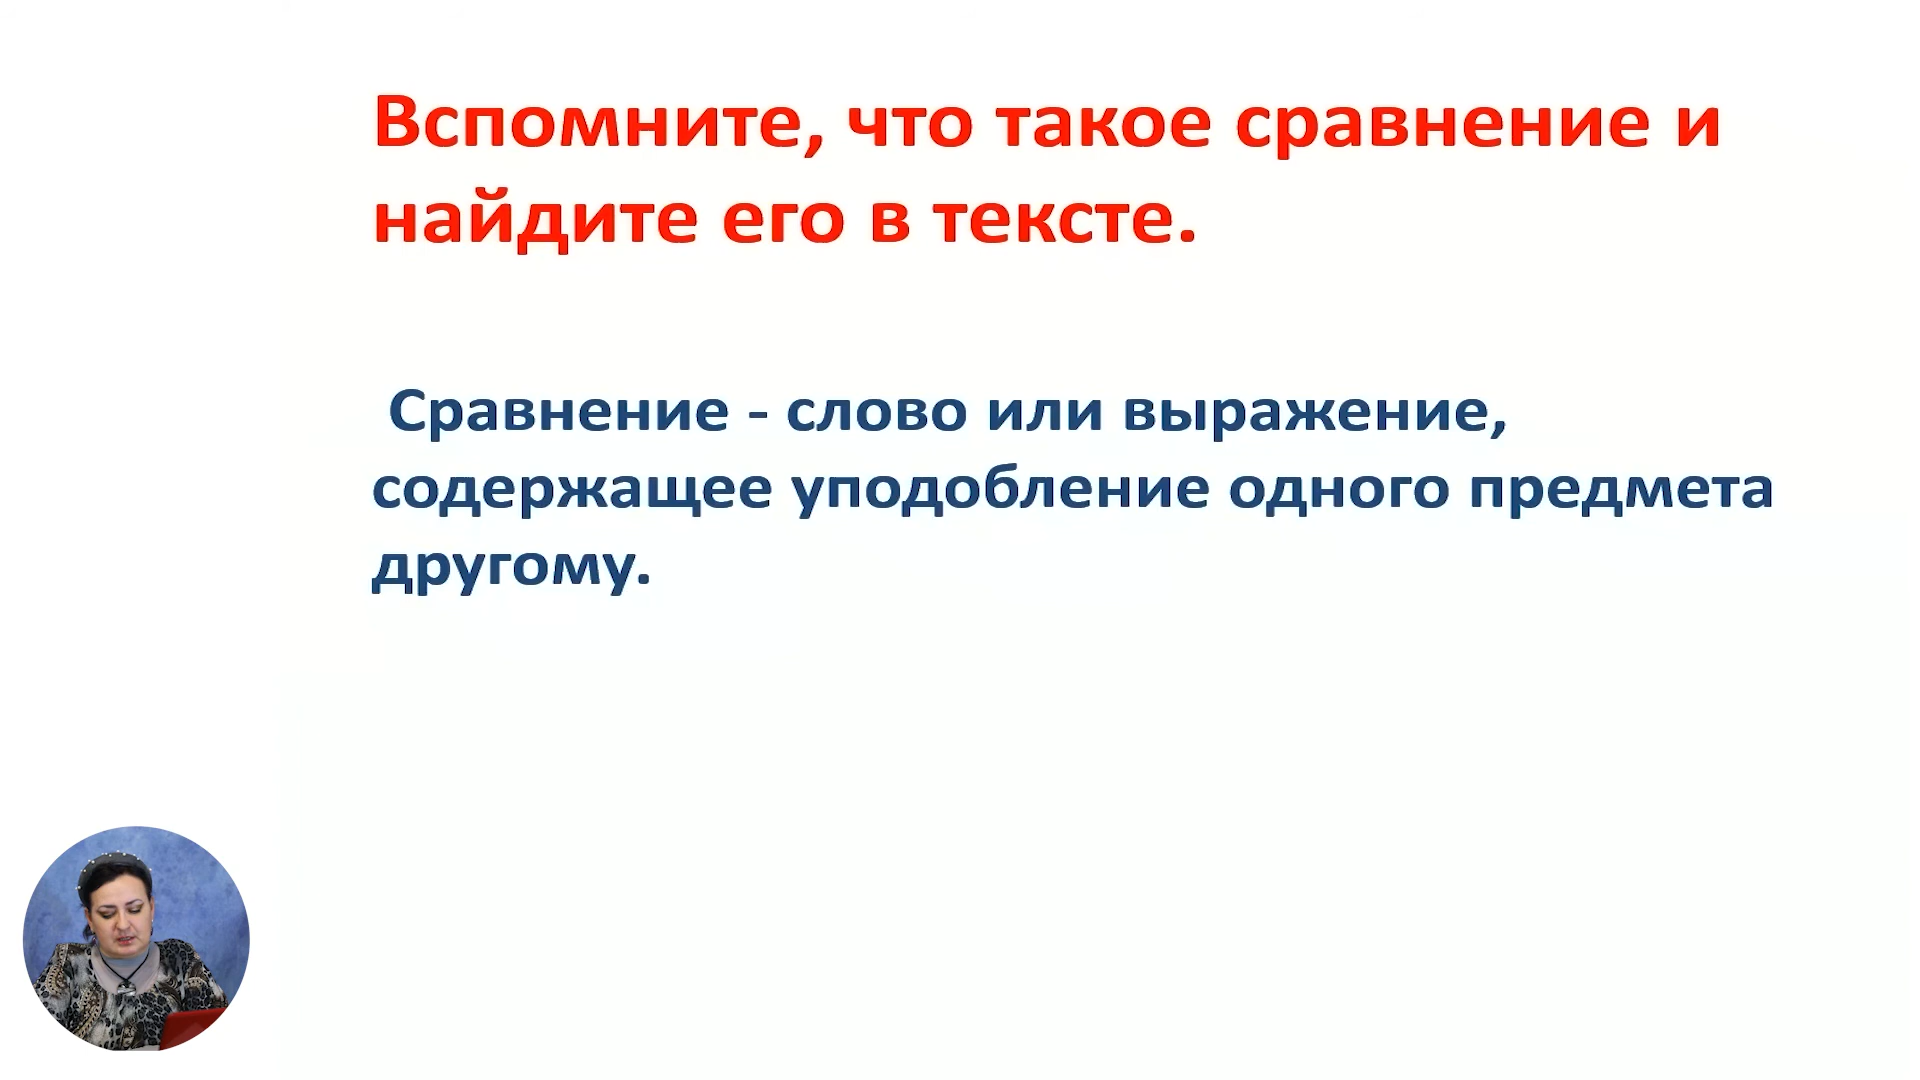 Вспомните, что такое сравнение и
найдите его в тексте.
Сравнение - слово или выражение,
содержащее уподобление одного предмета
другому.